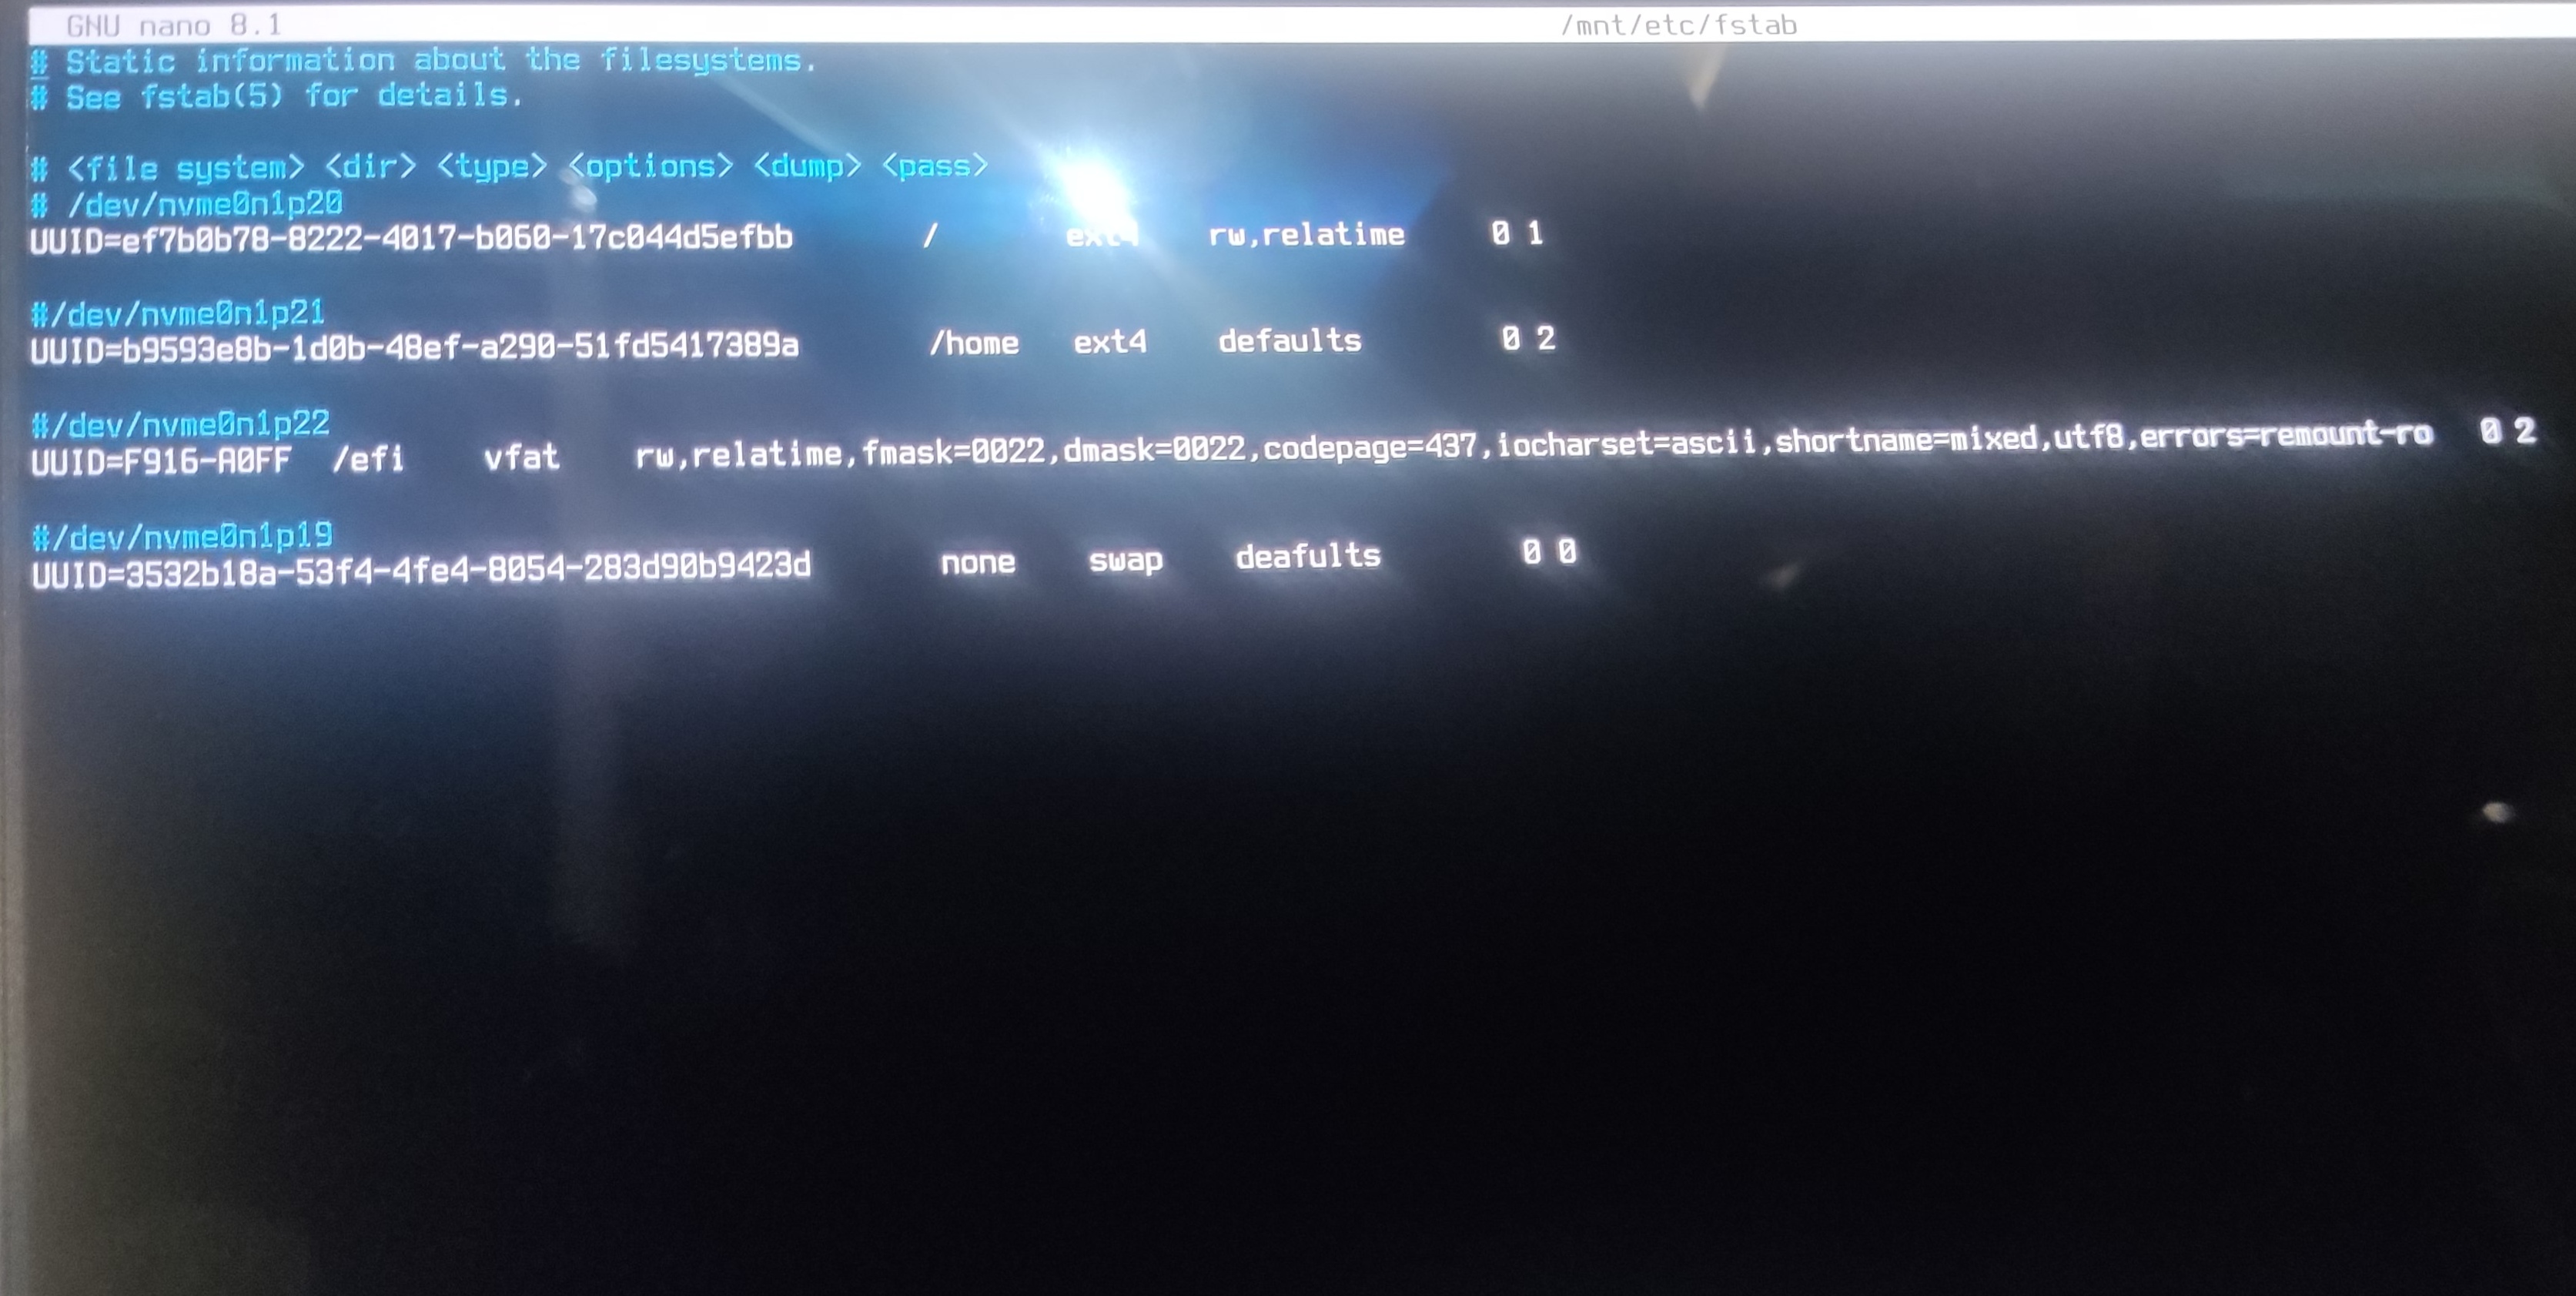 GNU nano 8.1 /mnt/etc/fstab
# Static information about the filesystems.
# See fstab(5) for details.
# <file system> <dir> <type> <options> <dump> <pass>
# /dev/nvme0n1p20
UUID=ef7b0b78-8222-4017-b060-17c044d5efbb / ext4 rw,relatime 0 1
#/dev/nvme0n1p21
UUID=b9593e8b-1d0b-48ef-a290-51fd5417389a /home ext4 defaults 0 2
#/dev/nvme0n1p22
UUID=F916-A0FF /efi vfat rw,relatime,fmask=0022,dmask=0022,codepage=437,iocharset=ascii,shortname=mixed,utf8,errors=remount-ro 0 2
#/dev/nvme0n1p19
UUID=3532b18a-53f4-4fe4-8054-283d90b9423d none swap deafults 0 0